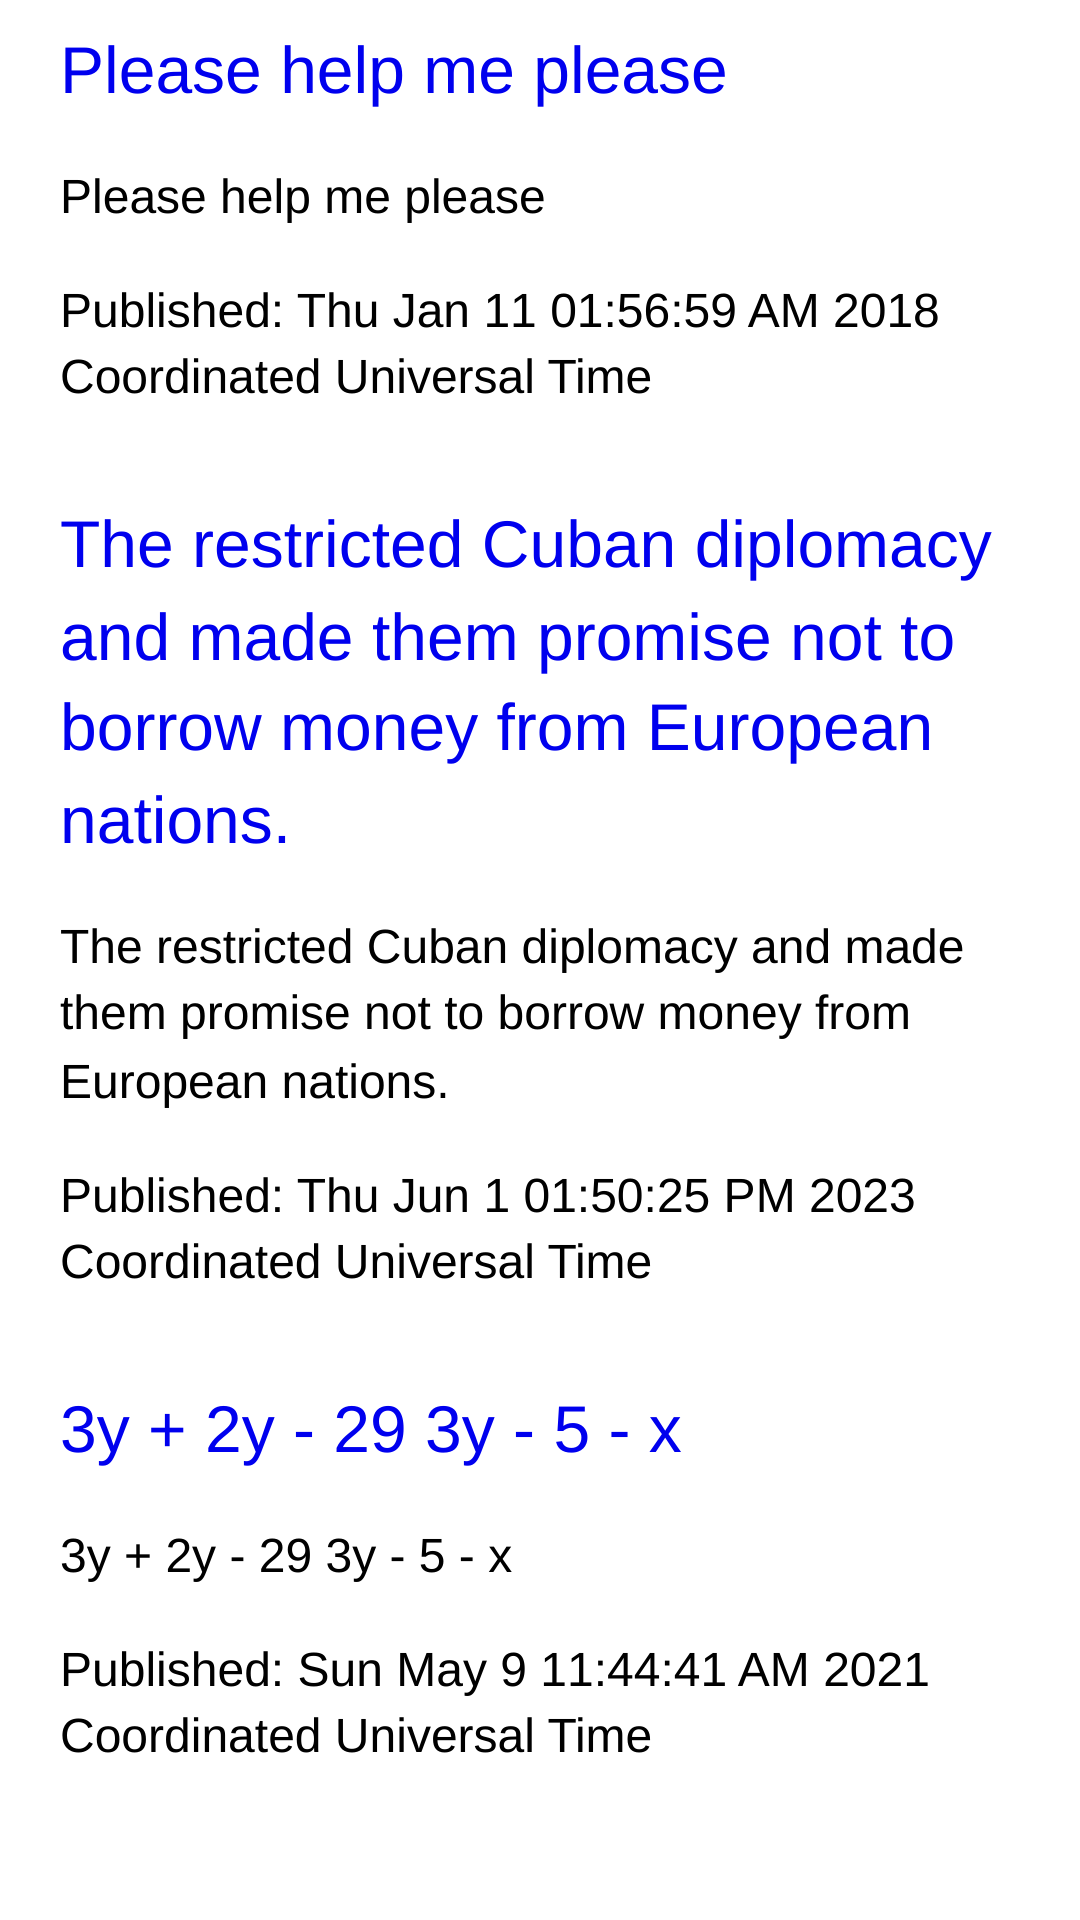 Please help me please
Please help me please
Published: Thu Jan 11 01:56:59 AM 2018
Coordinated Universal Time
The restricted Cuban diplomacy
and made them promise not to
borrow money from European
nations.
The restricted Cuban diplomacy and made
them promise not to borrow money from
European nations.
Published: Thu Jun 1 01:50:25 PM 2023
Coordinated Universal Time
3y + 2y - 29 3y - 5 - x
3y + 2y - 29 3y - 5 - x
Published: Sun May 9 11:44:41 AM 2021
Coordinated Universal Time